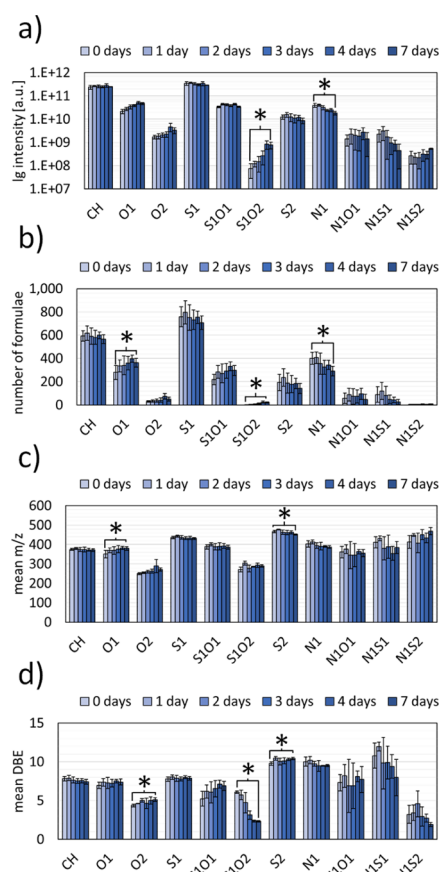 a)
0 days 1 day 2 days 3 days 4 days 7 days
lg intensity [a.u.]
1.E+12
1.E+11
1.E+10
1.E+09
1.E+08
1.E+07
*
*
CH O1 O2 S1 S1O1 S1O2 S2 N1 N1O1 N1S1 N1S2
b)
0 days 1 day 2 days 3 days 4 days 7 days
number of formulae
1,000
800
600
400
200
0
*
*
*
CH O1 O2 S1 S1O1 S1O2 S2 N1 N1O1 N1S1 N1S2
c)
0 days 1 day 2 days 3 days 4 days 7 days
mean m/z
600
500
400
300
200
100
0
*
*
CH O1 O2 S1 S1O1 S1O2 S2 N1 N1O1 N1S1 N1S2
d)
0 days 1 day 2 days 3 days 4 days 7 days
mean DBE
15
10
5
0
*
*
*
CH O1 O2 S1 S1O1 S1O2 S2 N1